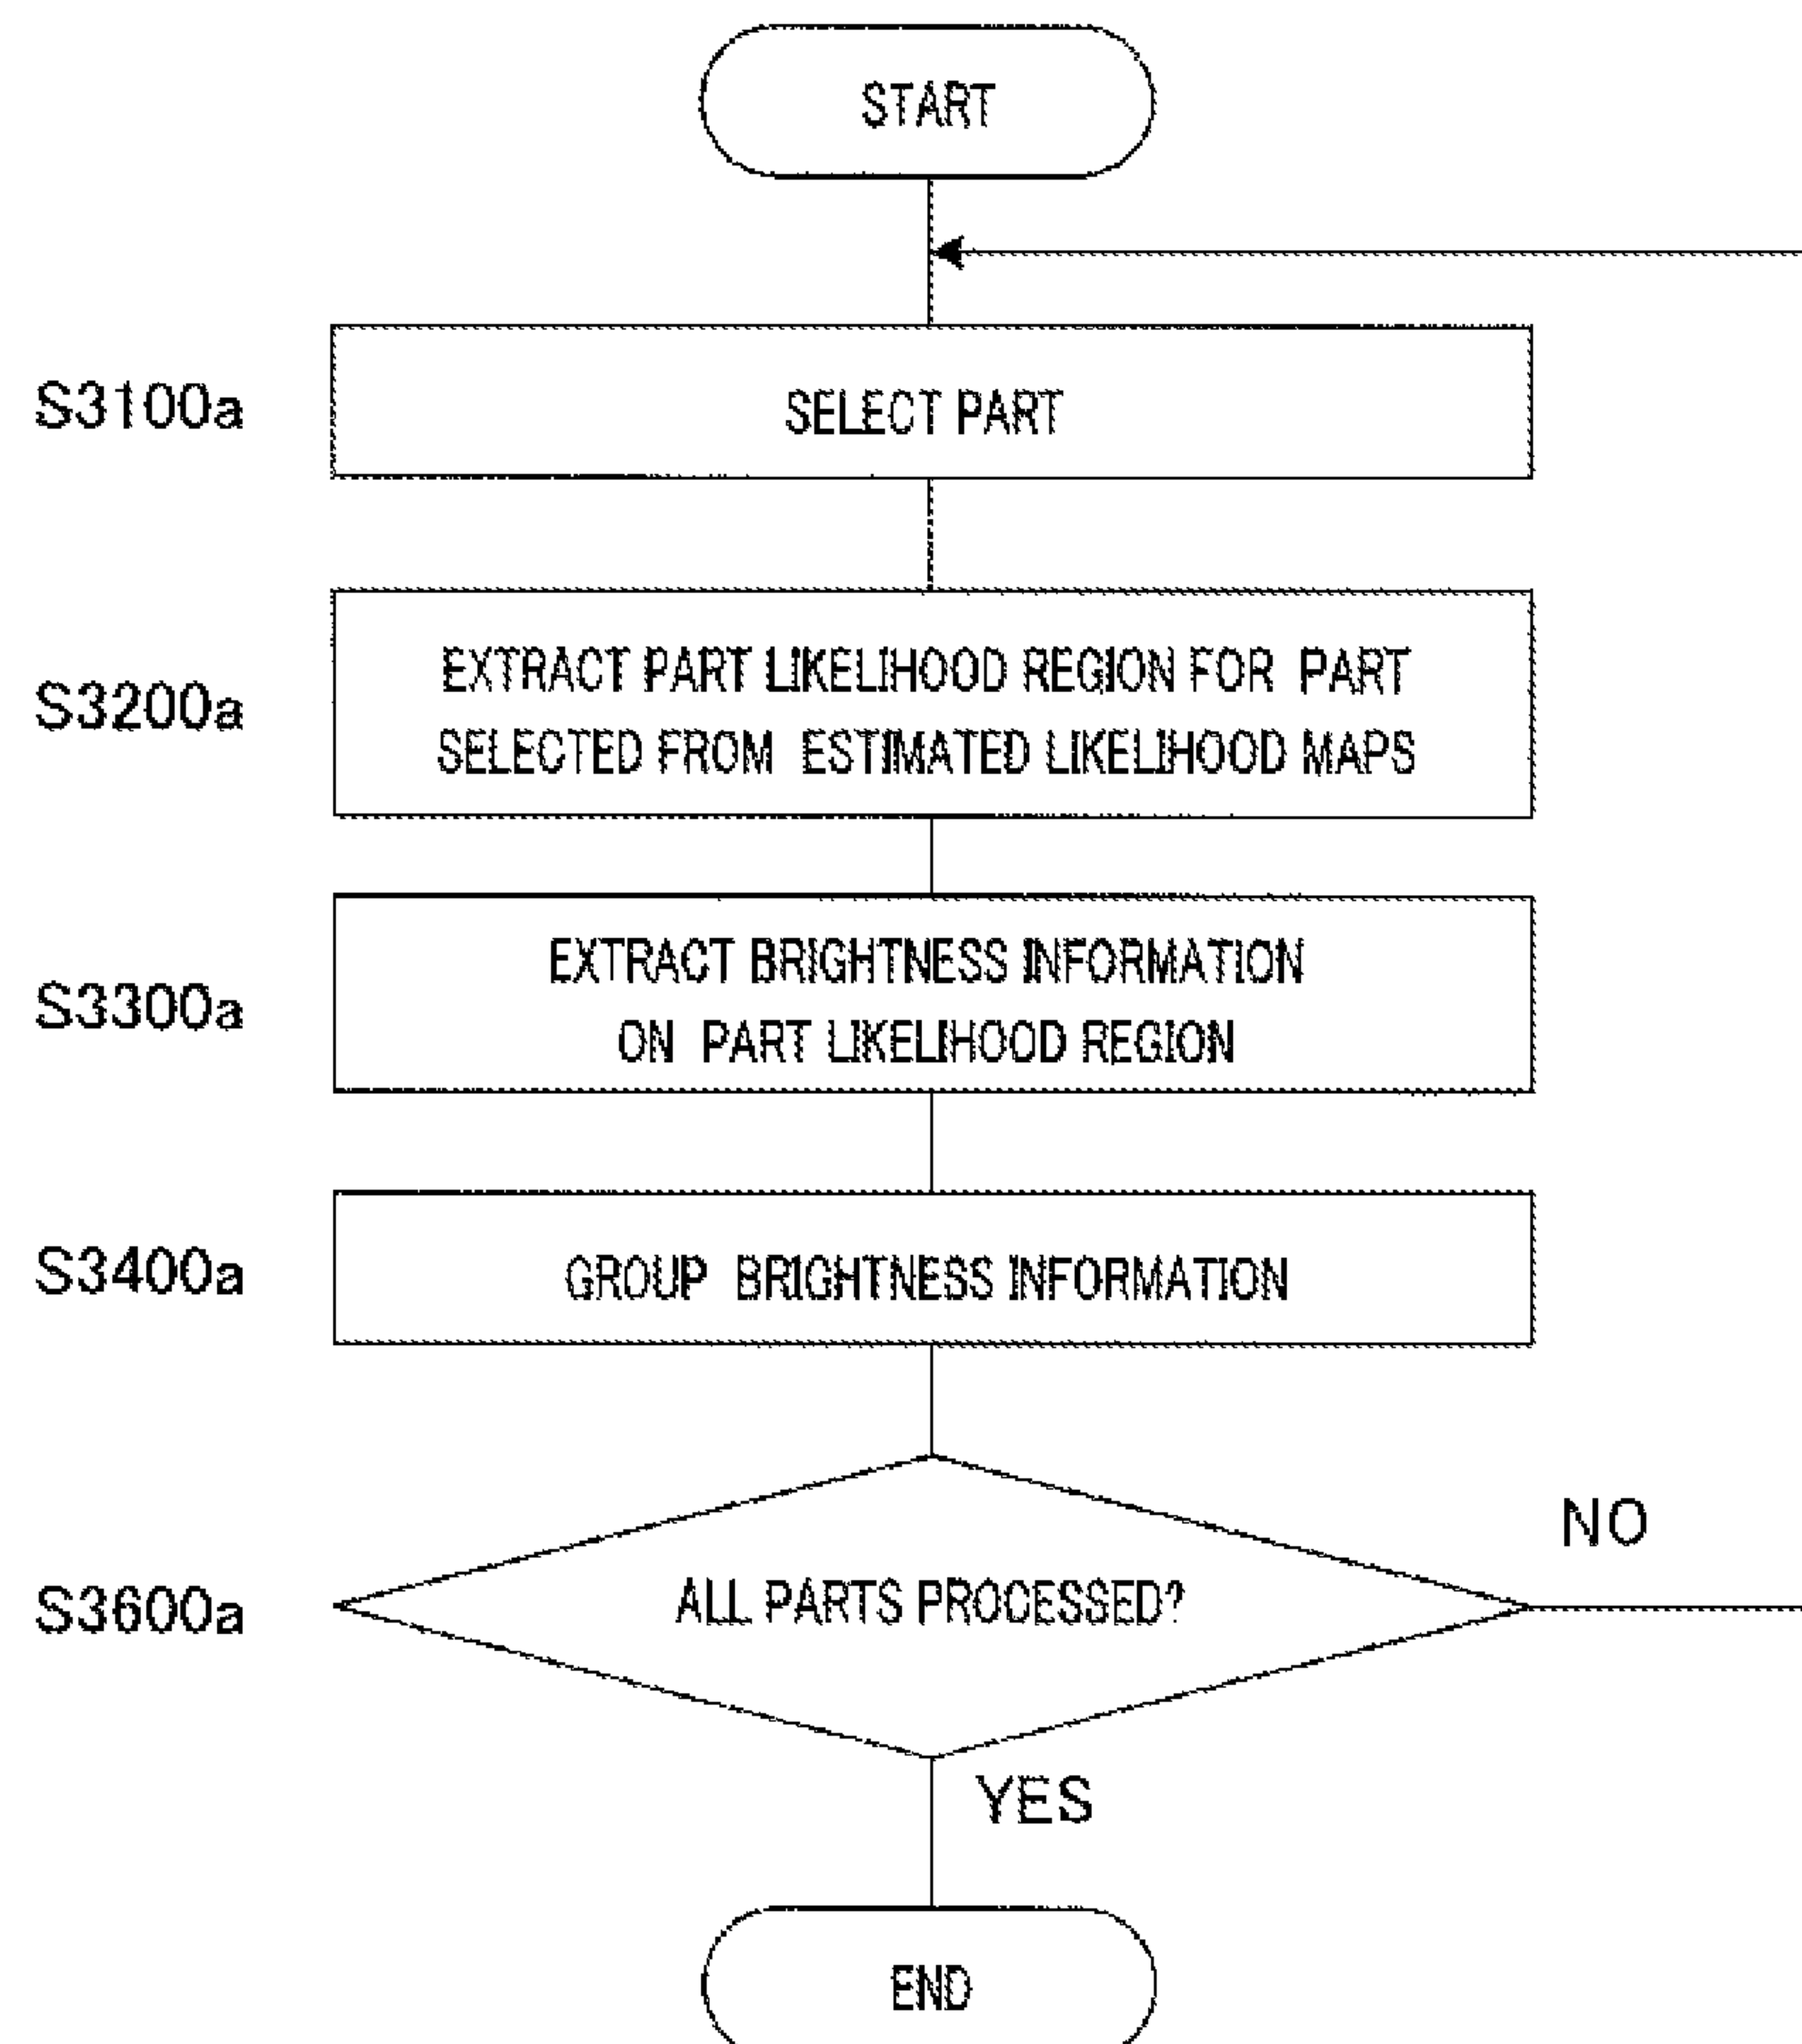 START
S3100a
SELECT PART
S3200a
EXTRACT PART LIKELIHOOD REGION FOR PART
SELECTED FROM ESTIMATED LIKELIHOOD MAPS
S3300a
EXTRACT BRIGHTNESS INFORMATION
ON PART LIKELIHOOD REGION
S3400a
GROUP BRIGHTNESS INFORMATION
NO
S3600a
ALL PARTS PROCESSED?
YES
END